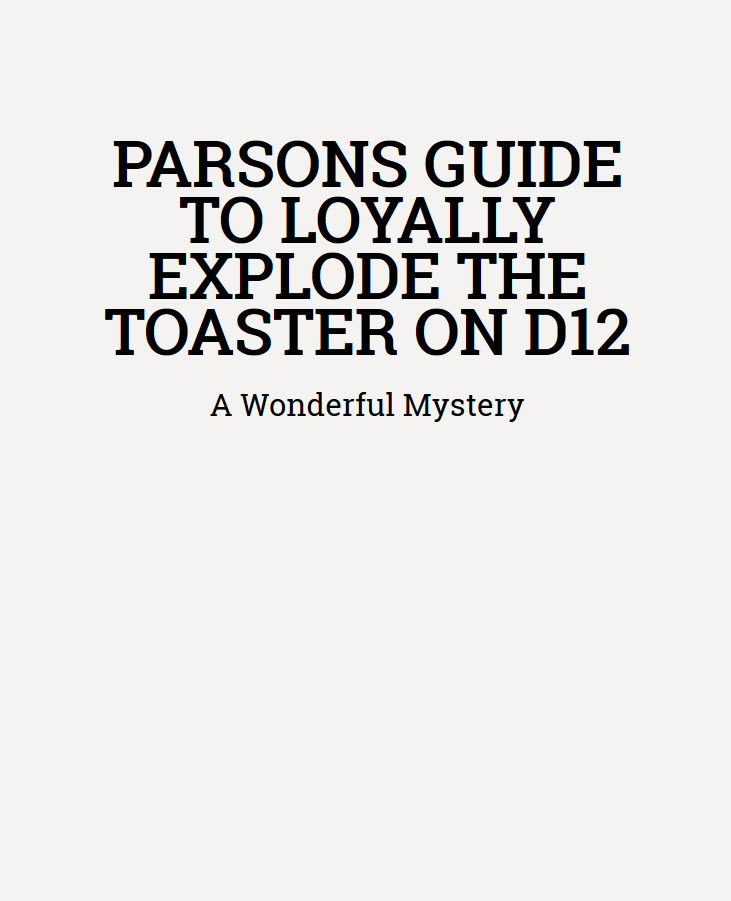 PARSONS GUIDE
TO LOYALLY
EXPLODE THE
TOASTER ON D12
A Wonderful Mystery